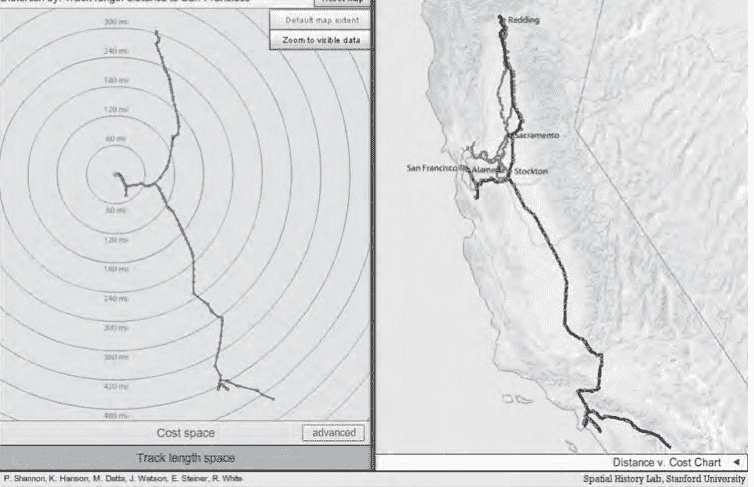 300 mi
240 mi
180 mi
120 mi
60 mi
60 mi
120 mi
180 mi
240 mi
300 mi
360 mi
420 mi
480 mi
Default map extent
Zoom to visible data
Cost space
advanced
Track length space
Redding
Sacramento
San Francisco
Stockton
Distance v. Cost Chart
P. Shannon, K. Hanson, M. Datta, J. Watson, E. Steiner, R. White
Spatial History Lab, Stanford University